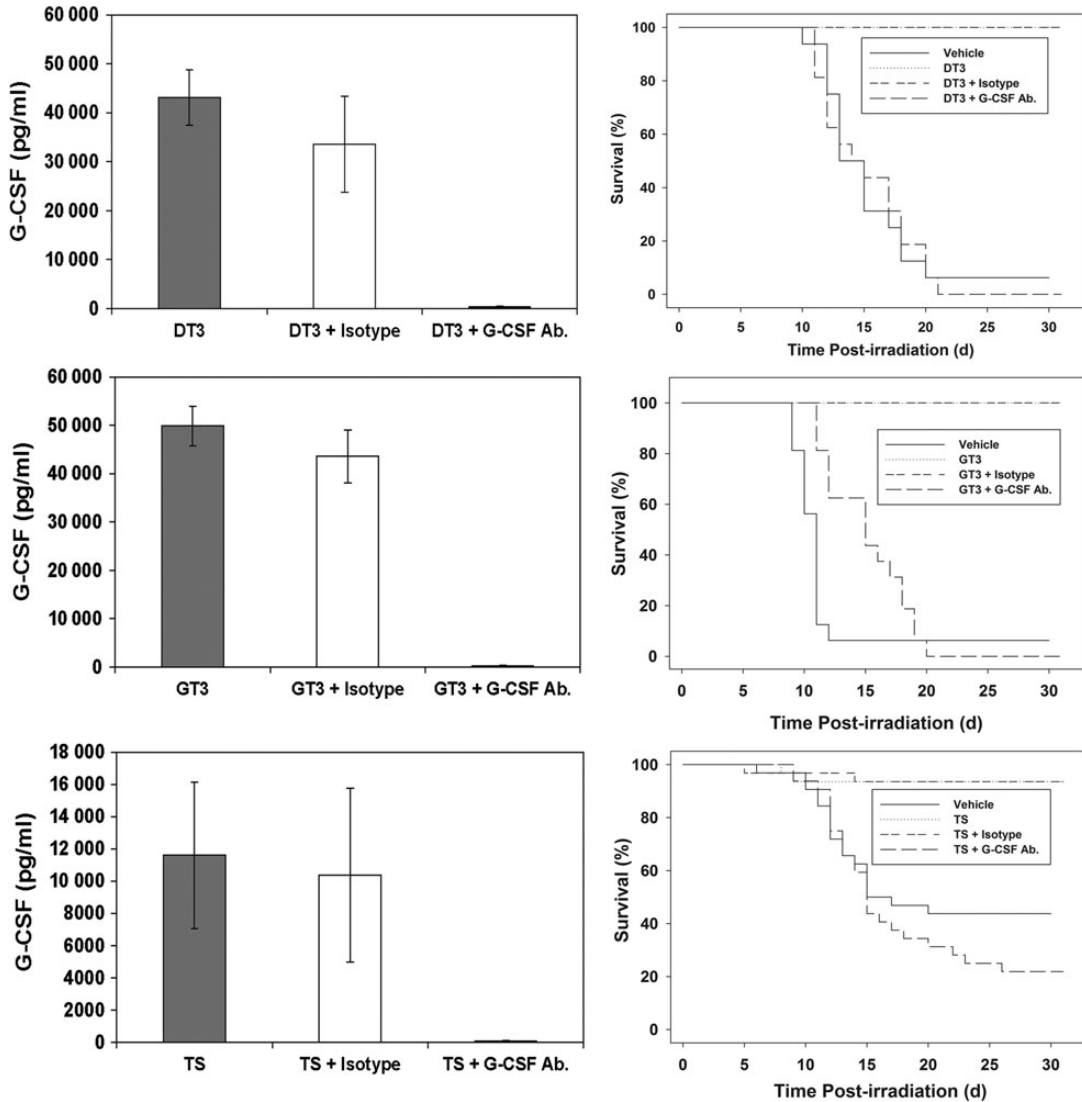 G-CSF (pg/ml)
60 000
50 000
40 000
30 000
20 000
10 000
0
DT3 DT3 + Isotype DT3 + G-CSF Ab.
Survival (%)
100
80
60
40
20
0
Vehicle
DT3
DT3 + Isotype
DT3 + G-CSF Ab.
0 5 10 15 20 25 30
Time Post-irradiation (d)
G-CSF (pg/ml)
60 000
50 000
40 000
30 000
20 000
10 000
0
GT3 GT3 + Isotype GT3 + G-CSF Ab.
Survival (%)
100
80
60
40
20
0
Vehicle
GT3
GT3 + Isotype
GT3 + G-CSF Ab.
0 5 10 15 20 25 30
Time Post-irradiation (d)
G-CSF (pg/ml)
18 000
16 000
14 000
12 000
10 000
8000
6000
4000
2000
0
TS TS + Isotype TS + G-CSF Ab.
Survival (%)
100
80
60
40
20
0
Vehicle
TS
TS + Isotype
TS + G-CSF Ab.
0 5 10 15 20 25 30
Time Post-irradiation (d)